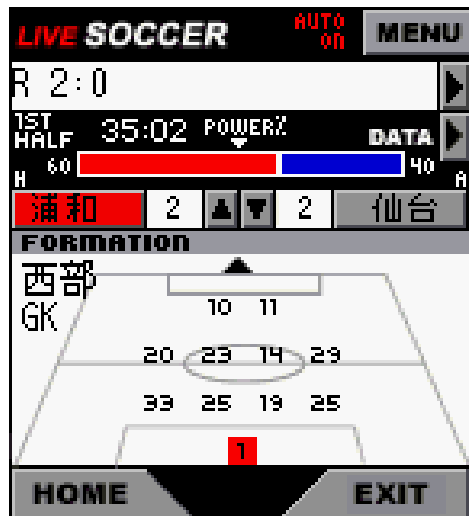 LIVE SOCCER AUTO ON MENU
R 2:0
1ST HALF 35:02 POWER% DATA
H 60 40 A
浦和 2 2 仙台
FORMATION
西部
GK
10 11
20 23 14 29
33 25 19 25
1
HOME EXIT